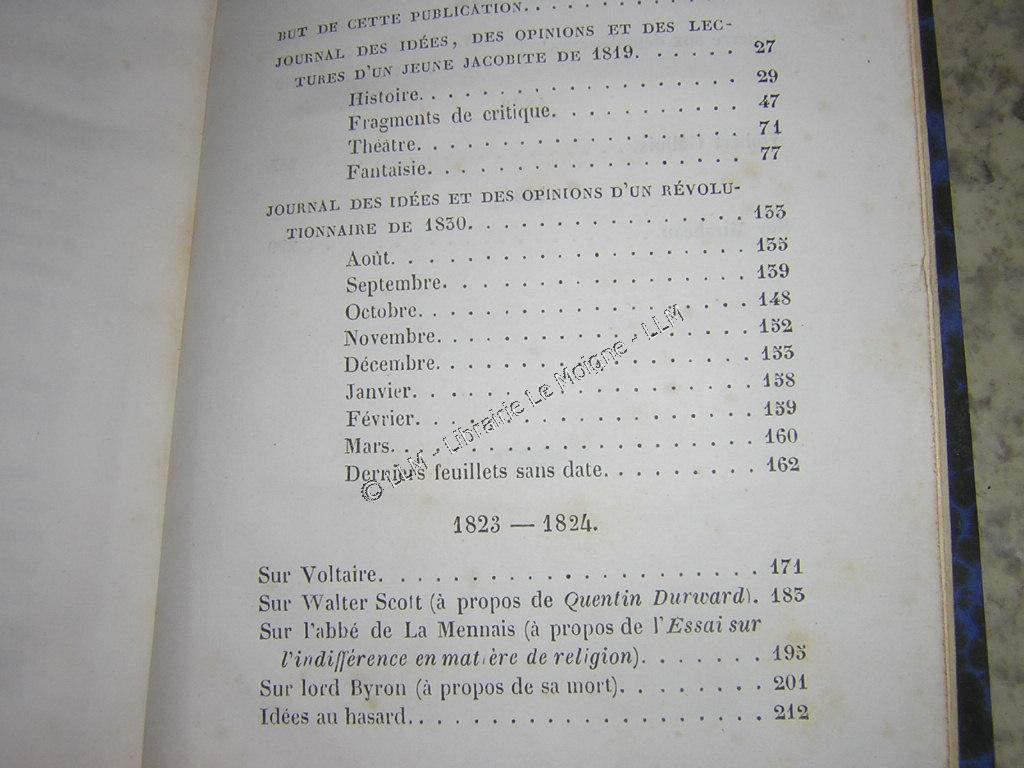 BUT DE CETTE PUBLICATION. . . . . . . . . . . .
JOURNAL DES IDÉES, DES OPINIONS ET DES LEC-
TURES D'UN JEUNE JACOBITE DE 1819. . . . . . . 27
Histoire. . . . . . . . . . . . . . . . . 29
Fragments de critique. . . . . . . . . . 47
Théâtre. . . . . . . . . . . . . . . . . 71
Fantaisie. . . . . . . . . . . . . . . . 77
JOURNAL DES IDÉES ET DES OPINIONS D'UN RÉVOLU-
TIONNAIRE DE 1830. . . . . . . . . . . . . 133
Août. . . . . . . . . . . . . . . . . . 135
Septembre. . . . . . . . . . . . . . . 139
Octobre. . . . . . . . . . . . . . . . 148
Novembre. . . . . . . . . . . . . . . 152
Décembre. . . . . . . . . . . . . . . 153
Janvier. . . . . . . . . . . . . . . . 158
Février. . . . . . . . . . . . . . . . 159
Mars. . . . . . . . . . . . . . . . . 160
Derniers feuillets sans date. . . . . . . . 162
© LLM - Librairie Le Moigne - LLM
1823 — 1824.
Sur Voltaire. . . . . . . . . . . . . . . . . . . 171
Sur Walter Scott (à propos de Quentin Durward). 183
Sur l'abbé de La Mennais (à propos de l'Essai sur
l'indifférence en matière de religion). . . . . . . 195
Sur lord Byron (à propos de sa mort). . . . . . . . 201
Idées au hasard. . . . . . . . . . . . . . . . . . 212